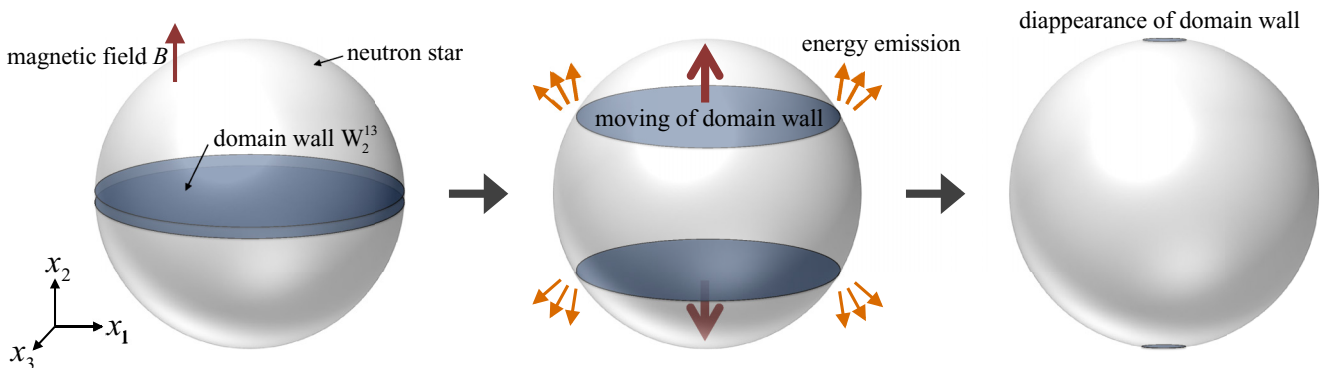 magnetic field B
neutron star
domain wall W₂¹³
x₂
x₁
x₃
energy emission
moving of domain wall
diappearance of domain wall